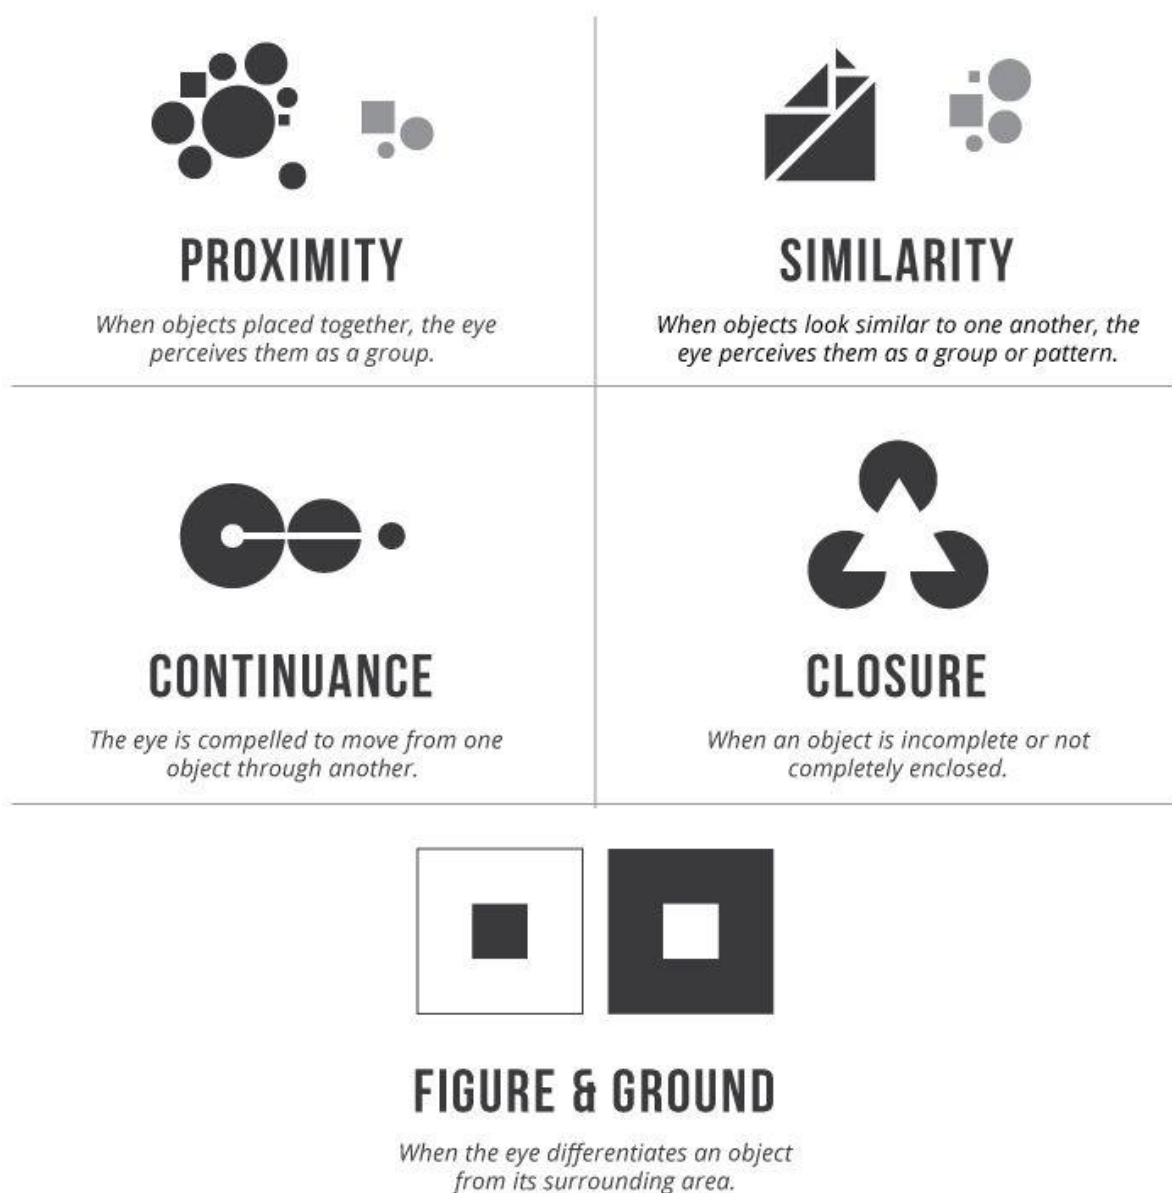 PROXIMITY
When objects placed together, the eye
perceives them as a group.
SIMILARITY
When objects look similar to one another, the
eye perceives them as a group or pattern.
CONTINUANCE
The eye is compelled to move from one
object through another.
CLOSURE
When an object is incomplete or not
completely enclosed.
FIGURE & GROUND
When the eye differentiates an object
from its surrounding area.